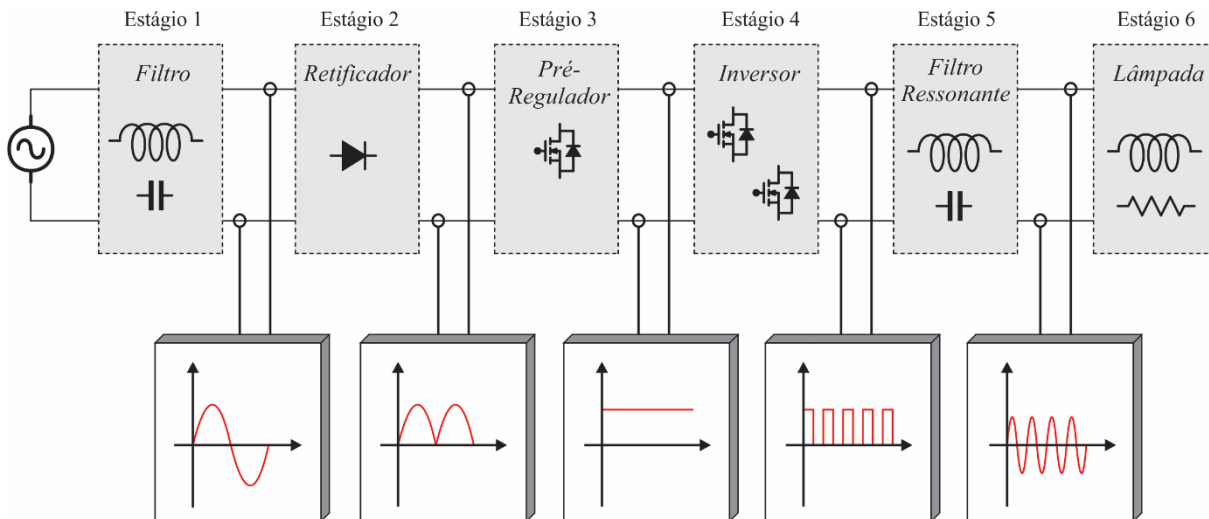 Estágio 1
Estágio 2
Estágio 3
Estágio 4
Estágio 5
Estágio 6
Filtro
Retificador
Pré-
Regulador
Inversor
Filtro
Ressonante
Lâmpada